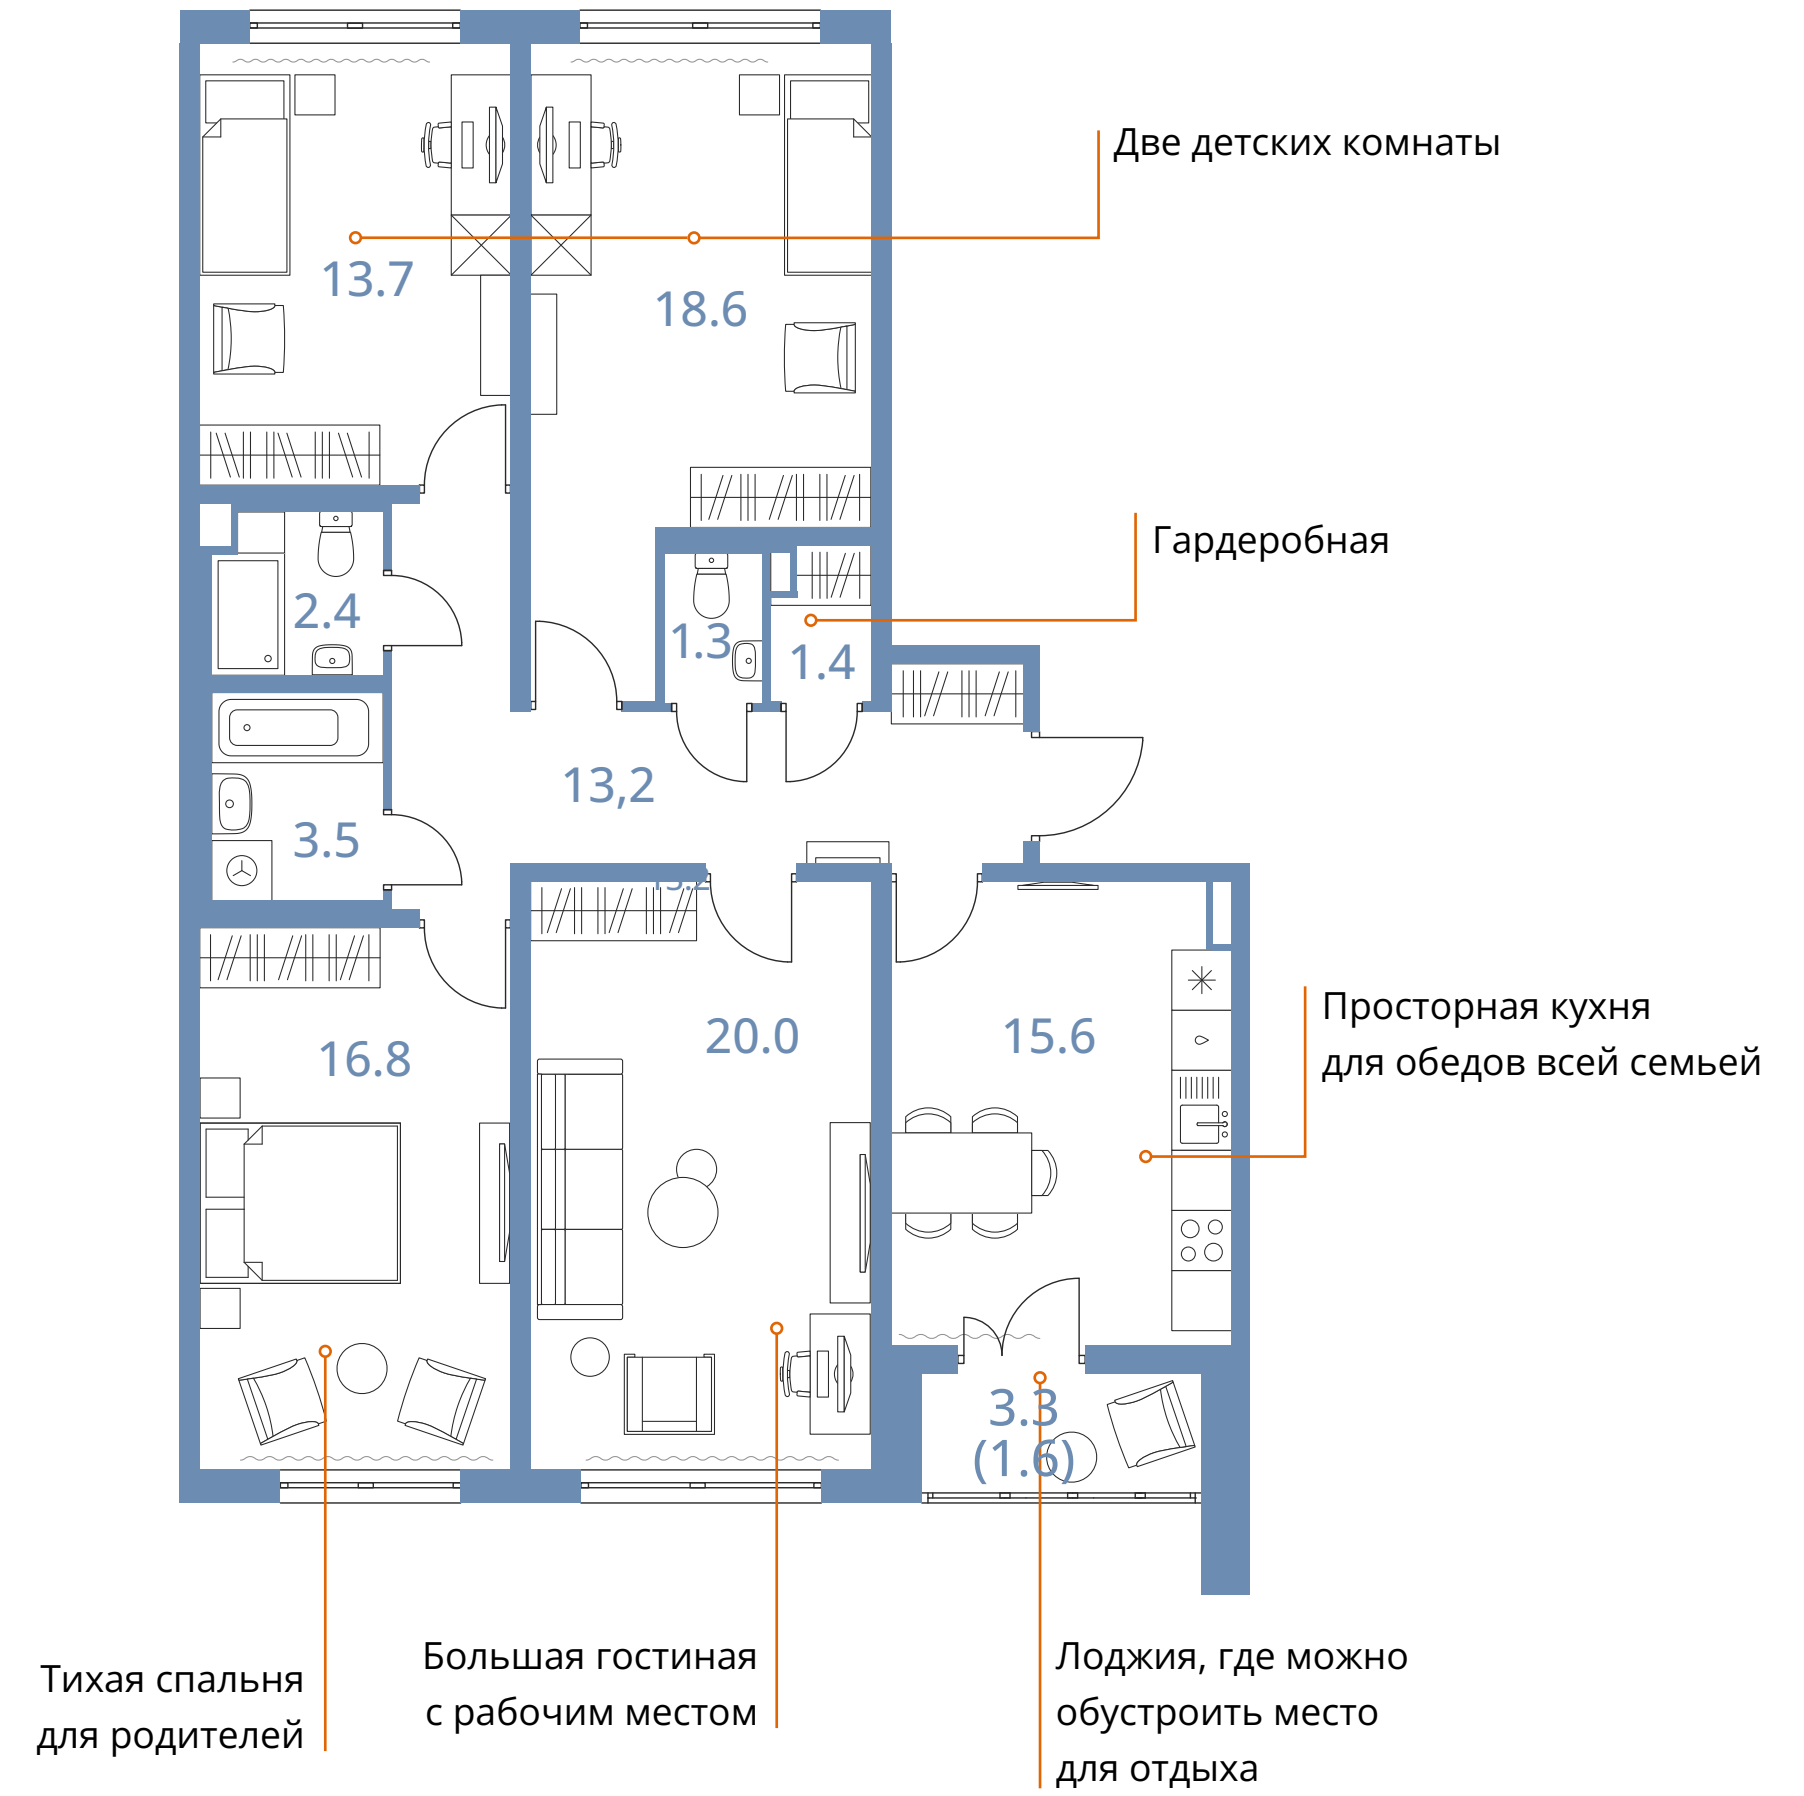 Две детских комнаты
13.7
18.6
Гардеробная
2.4
1.3
1.4
13,2
3.5
Просторная кухня
для обедов всей семьей
20.0
15.6
16.8
3.3
(1.6)
Тихая спальня
для родителей
Большая гостиная
с рабочим местом
Лоджия, где можно
обустроить место
для отдыха